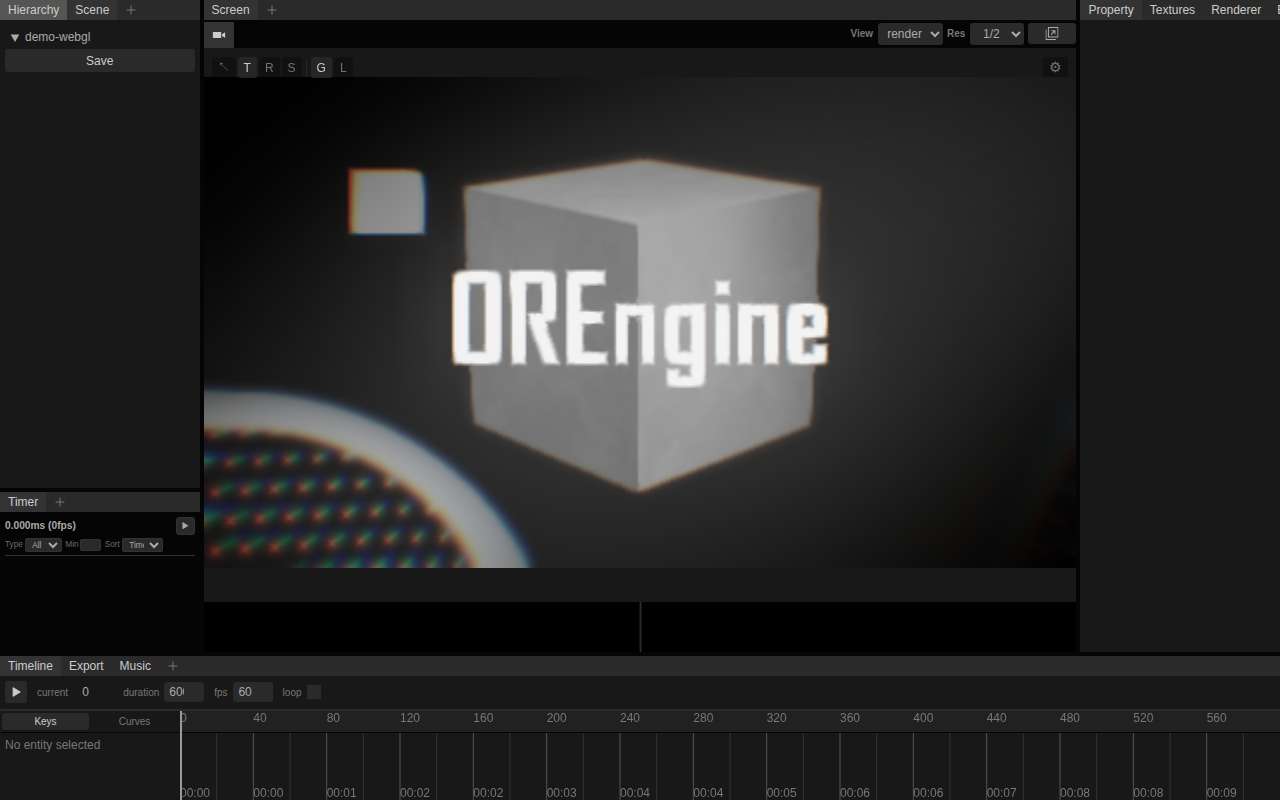 Hierarchy Scene +
Screen +
Property Textures Renderer
demo-webgl
Save
View render Res 1/2
T R S G L
OREngine
Timer +
0.000ms (0fps)
Type All Min Sort Time
Timeline Export Music +
current 0 duration 600 fps 60 loop
Keys Curves
0 40 80 120 160 200 240 280 320 360 400 440 480 520 560
No entity selected
00:00 00:00 00:01 00:02 00:02 00:03 00:04 00:04 00:05 00:06 00:06 00:07 00:08 00:08 00:09